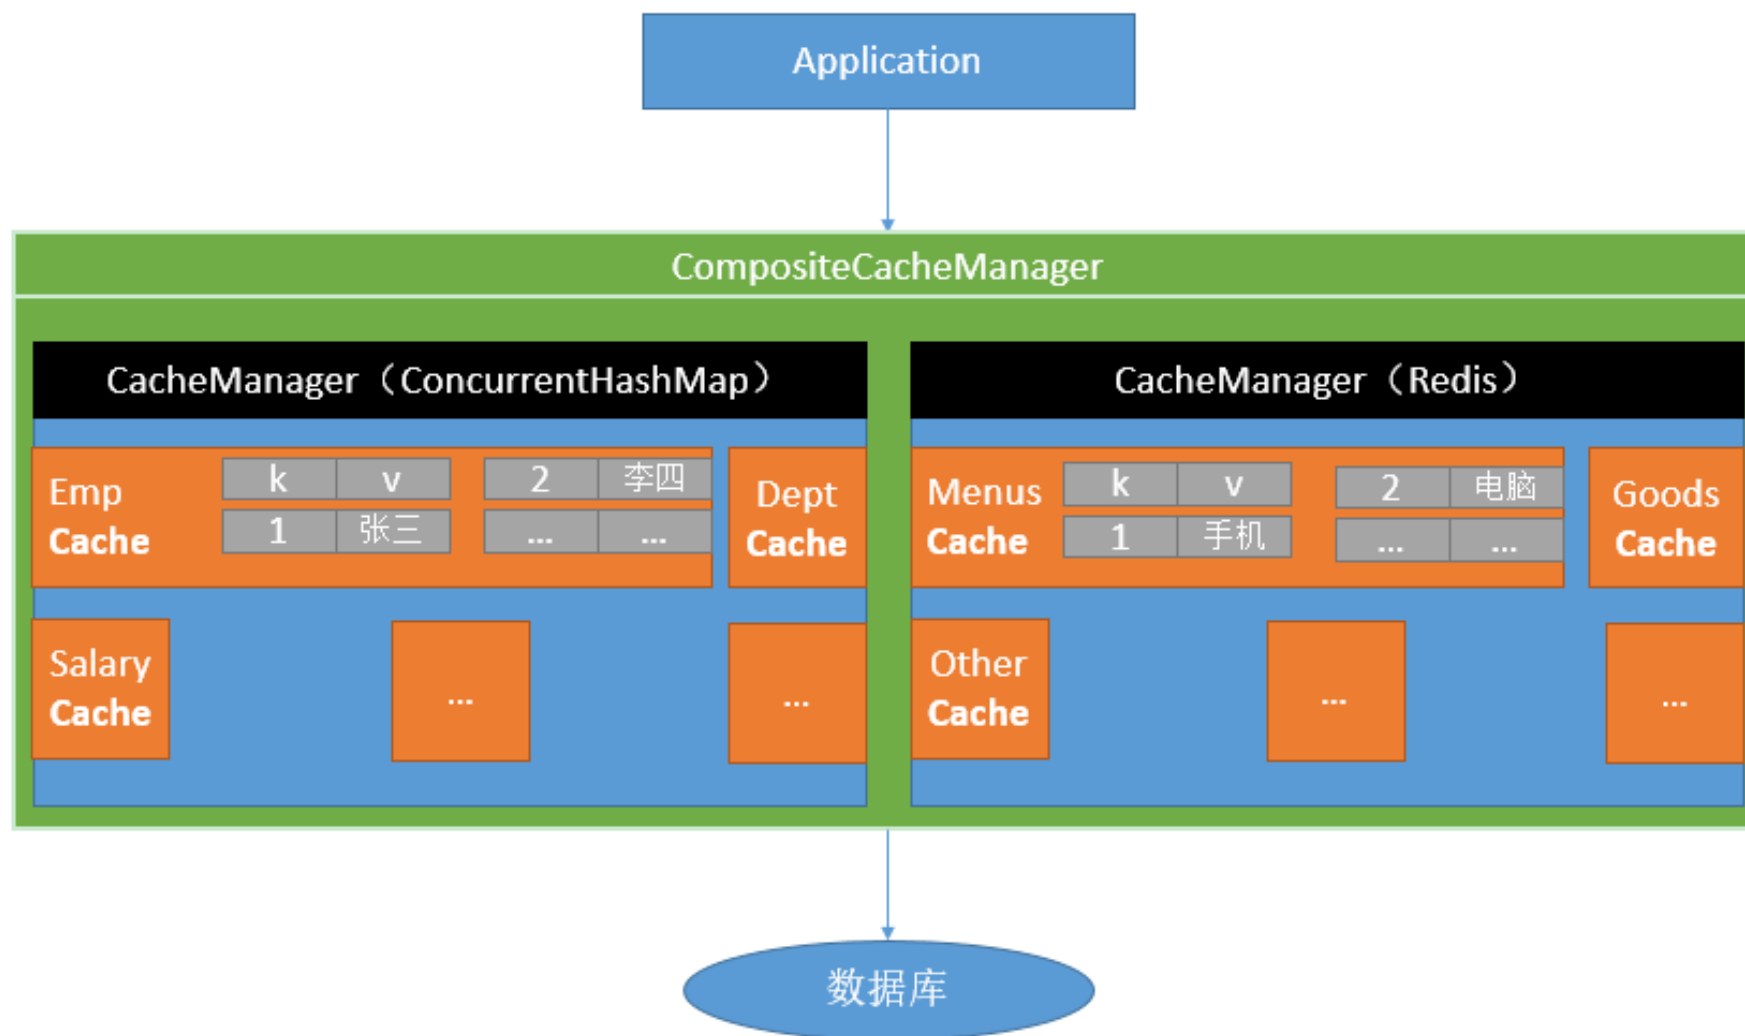 Application
CompositeCacheManager
CacheManager（ConcurrentHashMap）
Emp
Cache
k v
1 张三
2 李四
... ...
Dept
Cache
Salary
Cache
...
...
CacheManager（Redis）
Menus
Cache
k v
1 手机
2 电脑
... ...
Goods
Cache
Other
Cache
...
...
数据库